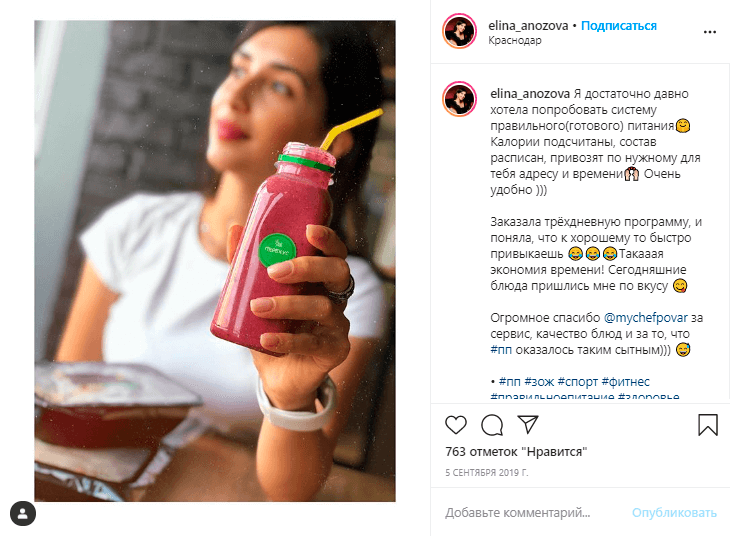 elina_anozova • Подписаться
Краснодар
elina_anozova Я достаточно давно
хотела попробовать систему
правильного(готового) питания🤗
Калории подсчитаны, состав
расписан, привозят по нужному для
тебя адресу и времени🙌 Очень
удобно )))
Заказала трёхдневную программу, и
поняла, что к хорошему то быстро
привыкаешь 😂😂😂Такааая
экономия времени! Сегодняшние
блюда пришлись мне по вкусу 😋
Огромное спасибо @mychefpovar за
сервис, качество блюд и за то, что
#пп оказалось таким сытным))) 😅
• #пп #зож #спорт #фитнес
#правильноепитание #здоровье
763 отметок "Нравится"
5 СЕНТЯБРЯ 2019 Г.
Добавьте комментарий...
Опубликовать